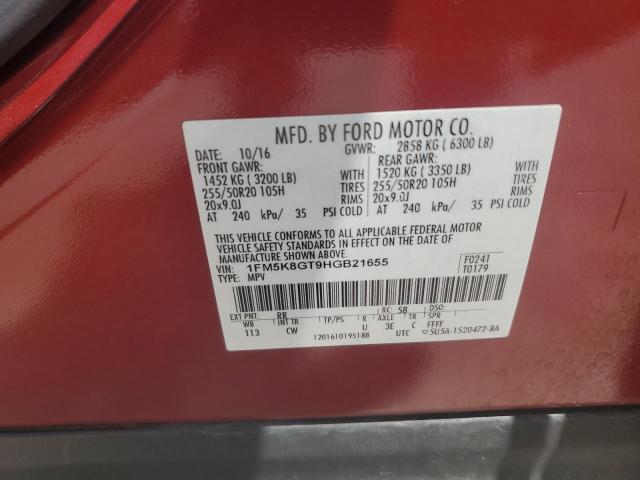 MFD. BY FORD MOTOR CO.
DATE: 10/16 GVWR: 2858 KG ( 6300 LB)
FRONT GAWR: REAR GAWR:
1452 KG ( 3200 LB) WITH 1520 KG ( 3350 LB) WITH
255/50R20 105H TIRES 255/50R20 105H TIRES
20x9.0J RIMS 20x9.0J RIMS
AT 240 kPa/ 35 PSI COLD AT 240 kPa/ 35 PSI COLD
THIS VEHICLE CONFORMS TO ALL APPLICABLE FEDERAL MOTOR
VEHICLE SAFETY STANDARDS IN EFFECT ON THE DATE OF
MANUFACTURE SHOWN ABOVE.
VIN: 1FM5K8GT9HGB21655 F0241
TYPE: MPV T0179
EXT PNT: RR RC: 58 DSO:
WB INT TR TP/PS R AXLE TR SPR
113 CW U 3E C FFFF
1201610195188 UTC ▽5U5A-1520472-BA